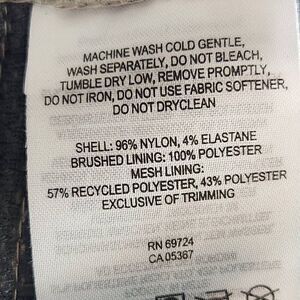 MACHINE WASH COLD GENTLE,
WASH SEPARATELY, DO NOT BLEACH,
TUMBLE DRY LOW, REMOVE PROMPTLY,
DO NOT IRON, DO NOT USE FABRIC SOFTENER,
DO NOT DRYCLEAN
SHELL: 96% NYLON, 4% ELASTANE
BRUSHED LINING: 100% POLYESTER
MESH LINING:
57% RECYCLED POLYESTER, 43% POLYESTER
EXCLUSIVE OF TRIMMING
RN 69724
CA 05367